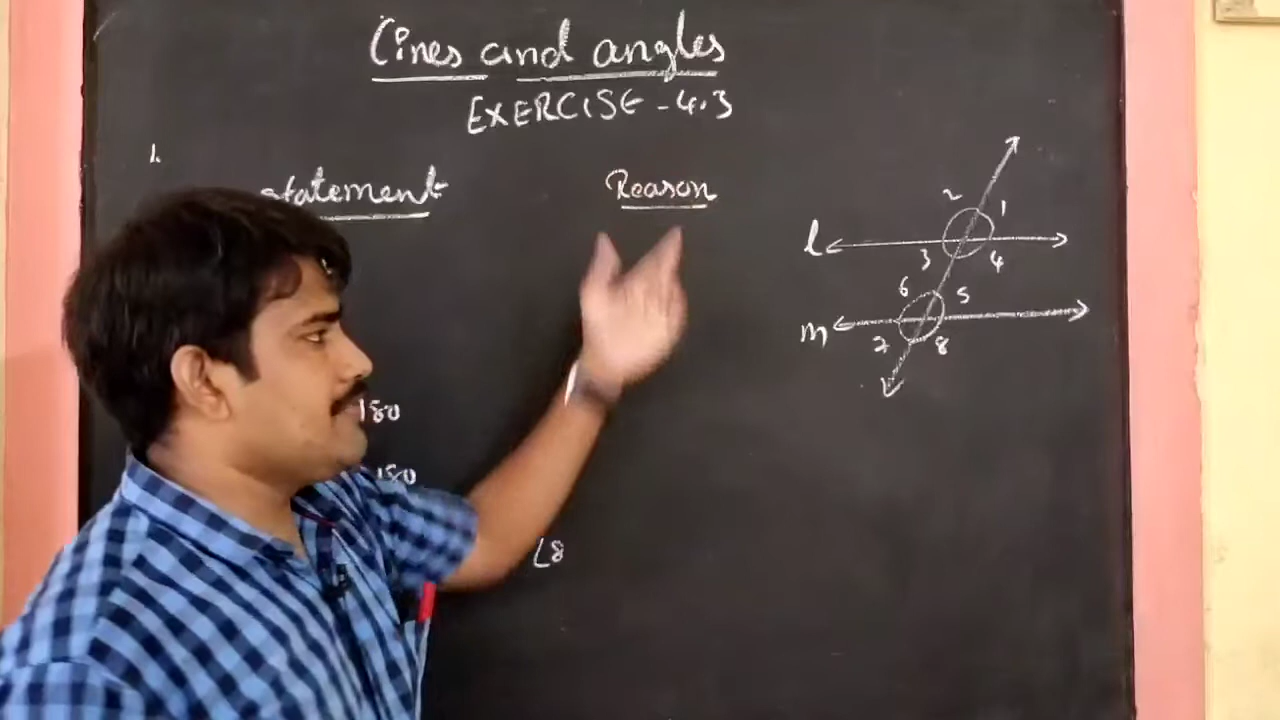 Lines and angles
EXERCISE - 4.3
1.
statement
Reason
2
1
l
3
4
6
5
m
7
8
180
180
∠8